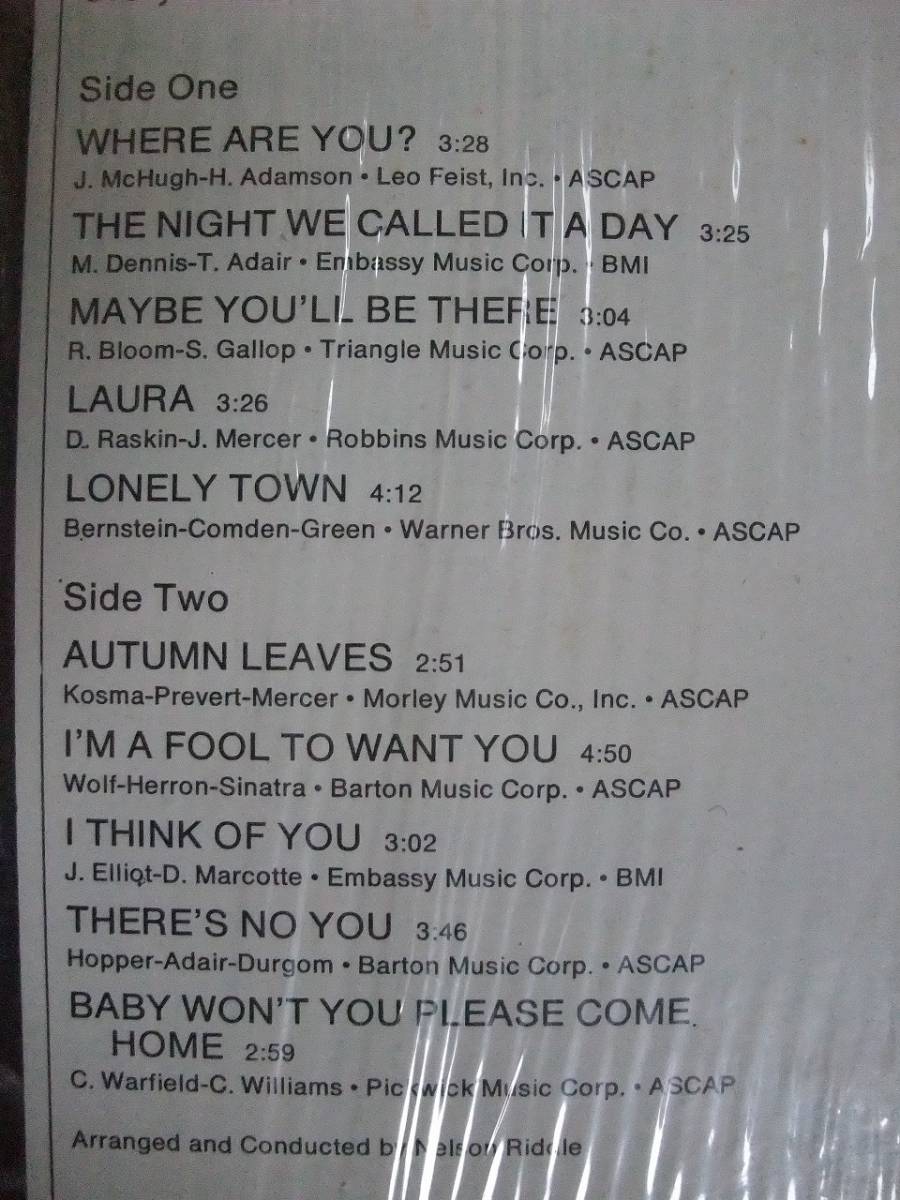 Side One
WHERE ARE YOU? 3:28
J. McHugh-H. Adamson • Leo Feist, Inc. • ASCAP
THE NIGHT WE CALLED IT A DAY 3:25
M. Dennis-T. Adair • Embassy Music Corp. • BMI
MAYBE YOU'LL BE THERE 3:04
R. Bloom-S. Gallop • Triangle Music Corp. • ASCAP
LAURA 3:26
D. Raskin-J. Mercer • Robbins Music Corp. • ASCAP
LONELY TOWN 4:12
Bernstein-Comden-Green • Warner Bros. Music Co. • ASCAP
Side Two
AUTUMN LEAVES 2:51
Kosma-Prevert-Mercer • Morley Music Co., Inc. • ASCAP
I'M A FOOL TO WANT YOU 4:50
Wolf-Herron-Sinatra • Barton Music Corp. • ASCAP
I THINK OF YOU 3:02
J. Elliot-D. Marcotte • Embassy Music Corp. • BMI
THERE'S NO YOU 3:46
Hopper-Adair-Durgom • Barton Music Corp. • ASCAP
BABY WON'T YOU PLEASE COME
HOME 2:59
C. Warfield-C. Williams • Pickwick Music Corp. • ASCAP
Arranged and Conducted by Nelson Riddle